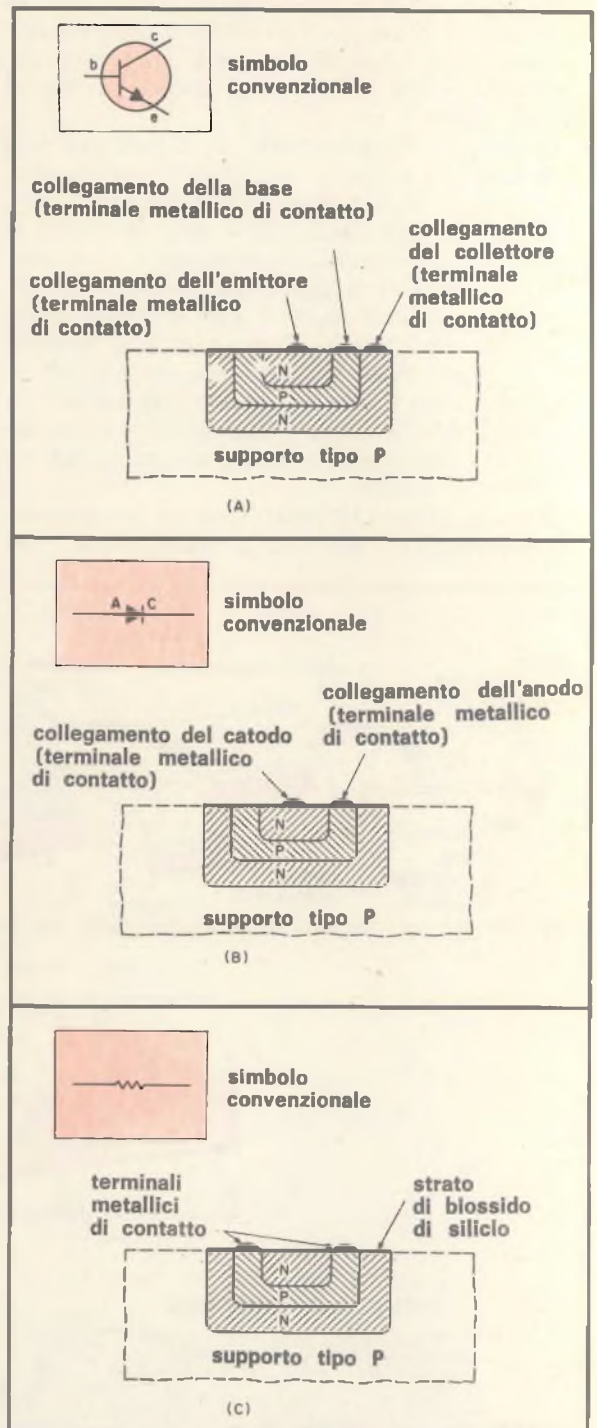 c
b
e
simbolo
convenzionale
collegamento della base
(terminale metallico di contatto)
collegamento
del collettore
(terminale
metallico
di contatto)
collegamento dell'emittore
(terminale metallico
di contatto)
N
P
N
supporto tipo P
(A)
A C
simbolo
convenzionale
collegamento dell'anodo
(terminale metallico
di contatto)
collegamento del catodo
(terminale metallico
di contatto)
N
P
N
supporto tipo P
(B)
simbolo
convenzionale
terminali
metallici
di contatto
strato
di biossido
di silicio
N
P
N
supporto tipo P
(C)